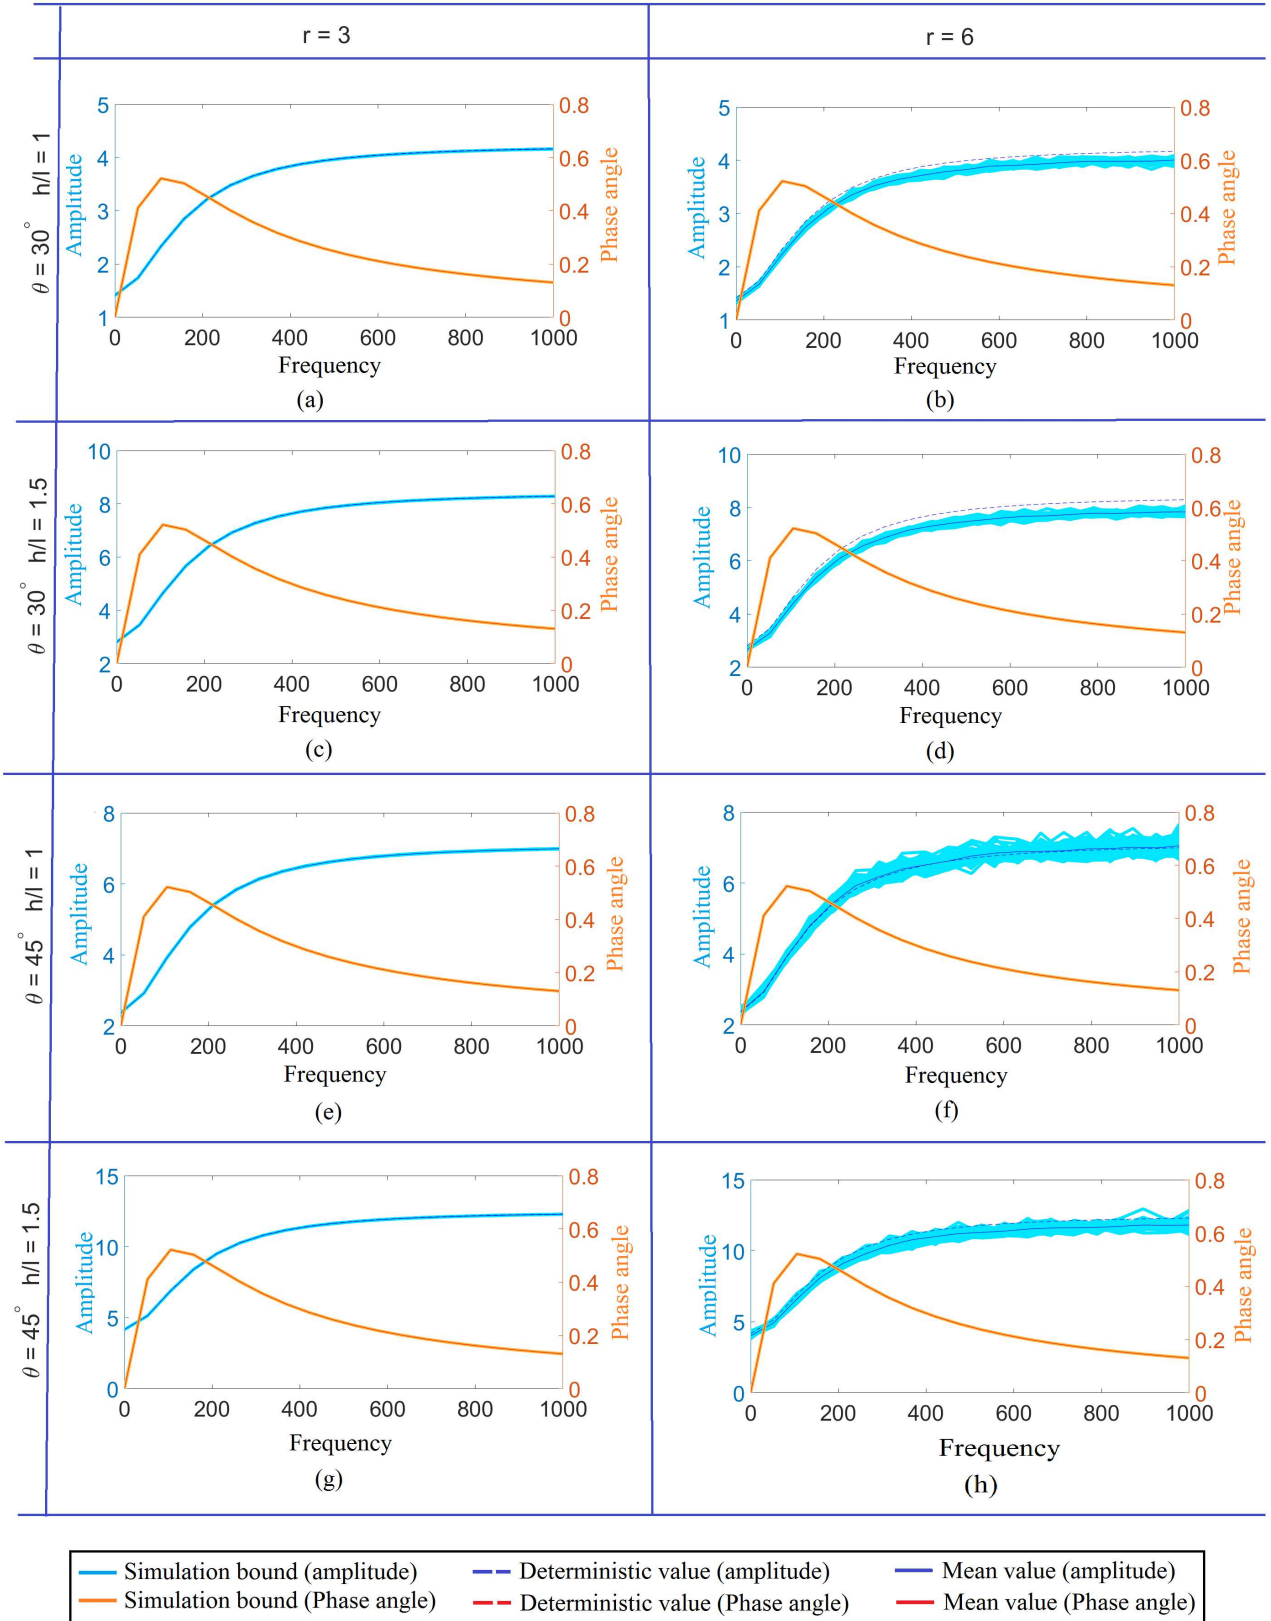 r = 3
r = 6
θ = 30° h/l = 1
5
4
3
2
1
Amplitude
0.8
0.6
0.4
0.2
0
Phase angle
0 200 400 600 800 1000
Frequency
(a)
5
4
3
2
1
Amplitude
0.8
0.6
0.4
0.2
0
Phase angle
0 200 400 600 800 1000
Frequency
(b)
θ = 30° h/l = 1.5
10
8
6
4
2
Amplitude
0.8
0.6
0.4
0.2
0
Phase angle
0 200 400 600 800 1000
Frequency
(c)
10
8
6
4
2
Amplitude
0.8
0.6
0.4
0.2
0
Phase angle
0 200 400 600 800 1000
Frequency
(d)
θ = 45° h/l = 1
8
6
4
2
Amplitude
0.8
0.6
0.4
0.2
0
Phase angle
0 200 400 600 800 1000
Frequency
(e)
8
6
4
2
Amplitude
0.8
0.6
0.4
0.2
0
Phase angle
0 200 400 600 800 1000
Frequency
(f)
θ = 45° h/l = 1.5
15
10
5
0
Amplitude
0.8
0.6
0.4
0.2
0
Phase angle
0 200 400 600 800 1000
Frequency
(g)
15
10
5
0
Amplitude
0.8
0.6
0.4
0.2
0
Phase angle
0 200 400 600 800 1000
Frequency
(h)
Simulation bound (amplitude) Deterministic value (amplitude) Mean value (amplitude)
Simulation bound (Phase angle) Deterministic value (Phase angle) Mean value (Phase angle)